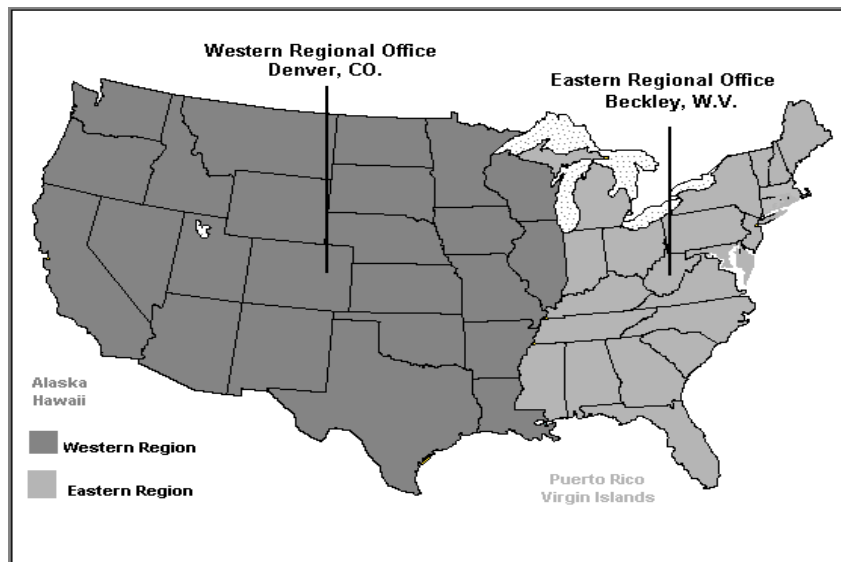 Western Regional Office
Denver, CO.
Eastern Regional Office
Beckley, W.V.
Alaska
Hawaii
Western Region
Eastern Region
Puerto Rico
Virgin Islands